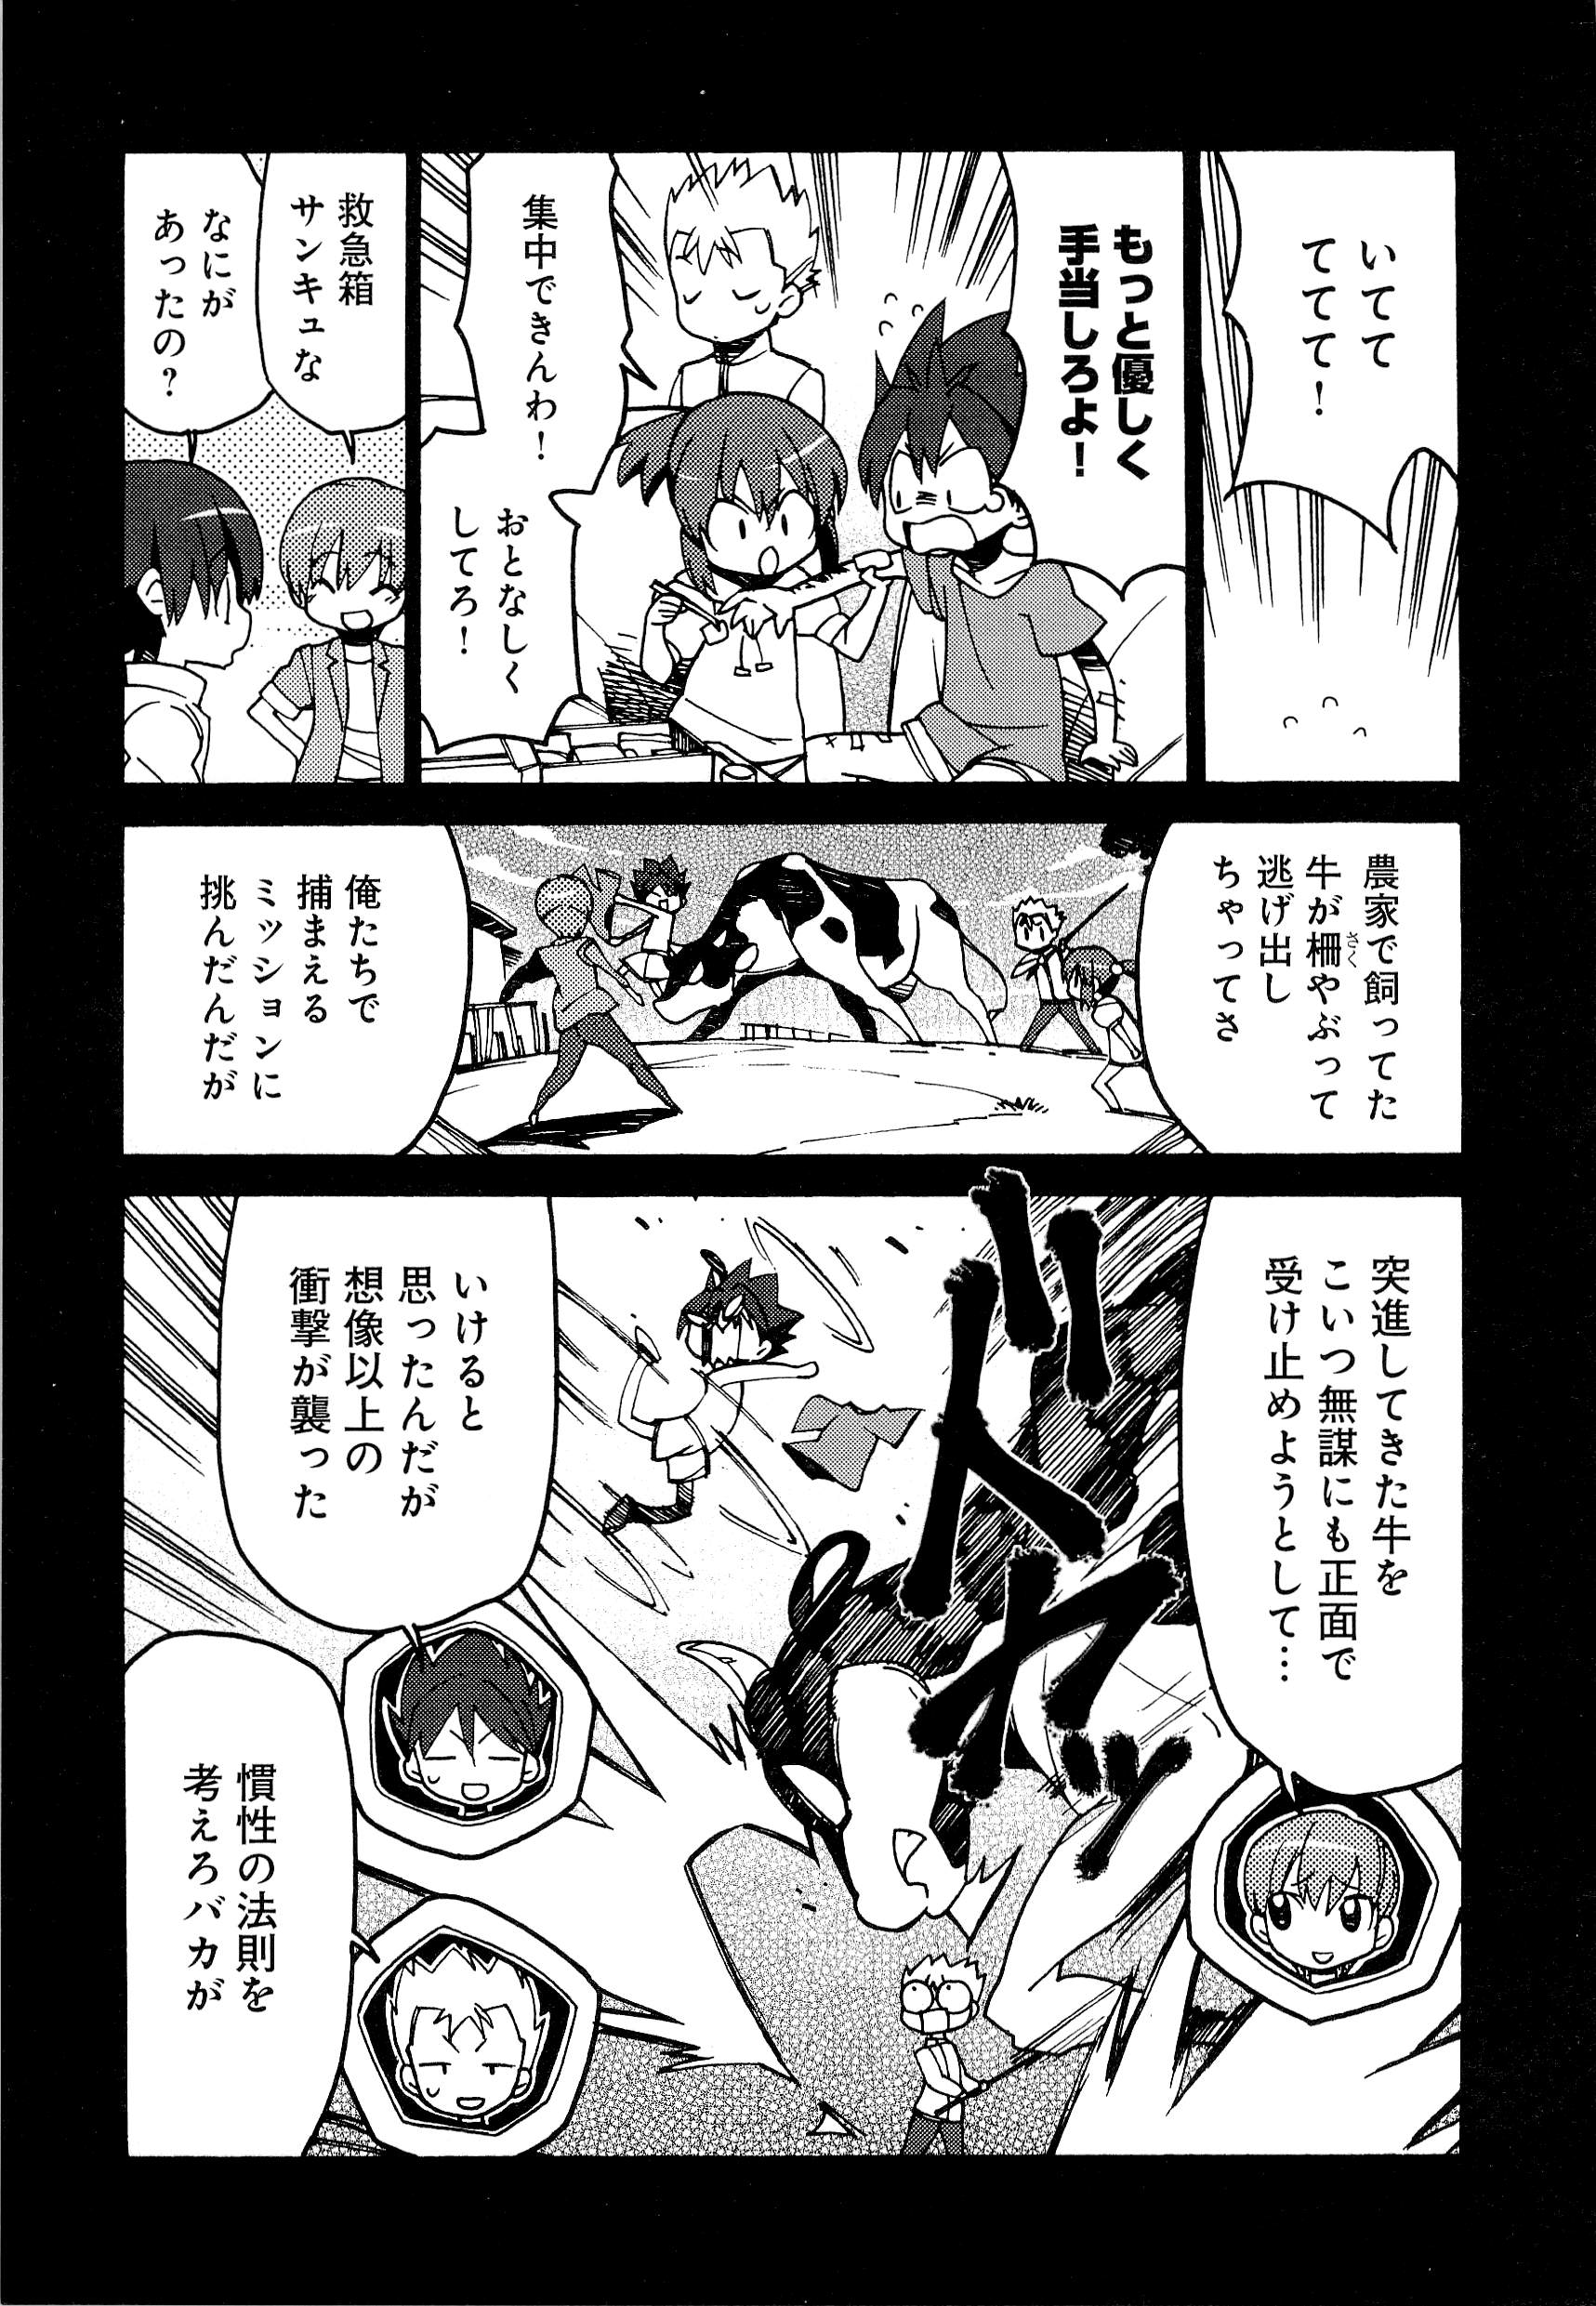 いてて
ててて！
もっと優しく
手当しろよ！
集中できんわ！
おとなしく
してろ！
救急箱
サンキュな
なにが
あったの？
農家で飼ってた
牛が柵やぶって
さく
逃げ出し
ちゃってさ
俺たちで
捕まえる
ミッションに
挑んだんだが
突進してきた牛を
こいつ無謀にも正面で
受け止めようとして…
ドドドドッ
いけると
思ったんだが
想像以上の
衝撃が襲った
慣性の法則を
考えろバカが